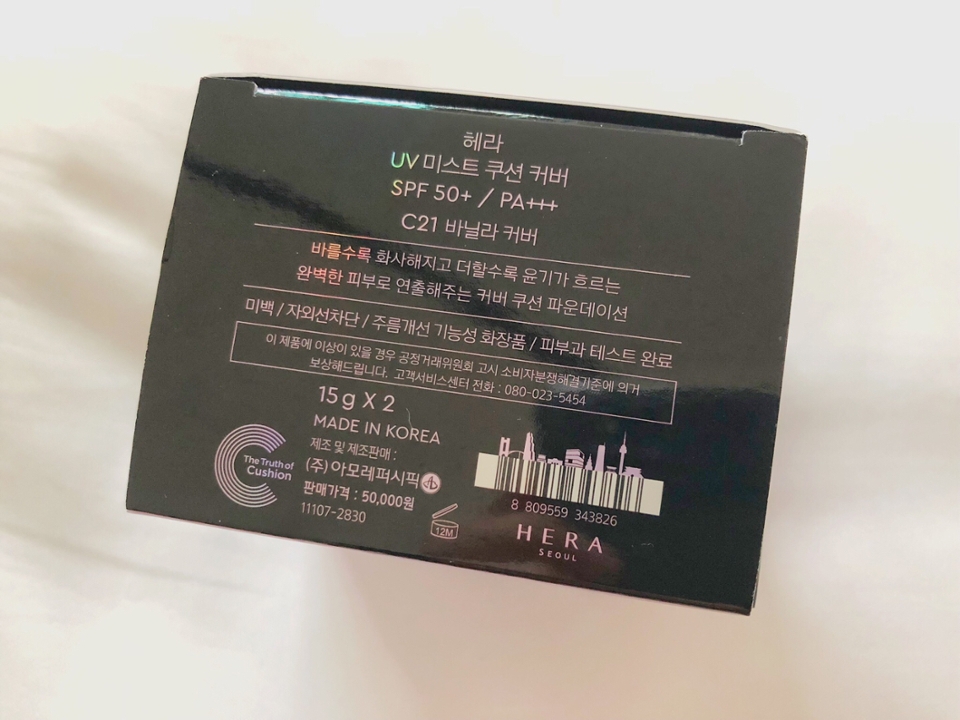 헤라
UV 미스트 쿠션 커버
SPF 50+ / PA+++
C21 바닐라 커버
바를수록 화사해지고 더할수록 윤기가 흐르는
완벽한 피부로 연출해주는 커버 쿠션 파운데이션
미백 / 자외선차단 / 주름개선 기능성 화장품 / 피부과 테스트 완료
이 제품에 이상이 있을 경우 공정거래위원회 고시 소비자분쟁해결기준에 의거
보상해드립니다. 고객서비스센터 전화 : 080-023-5454
15 g X 2
MADE IN KOREA
제조 및 제조판매 :
(주) 아모레퍼시픽
판매가격 : 50,000원
11107-2830
The Truth of
Cushion
12M
8 809559 343826
HERA
SEOUL